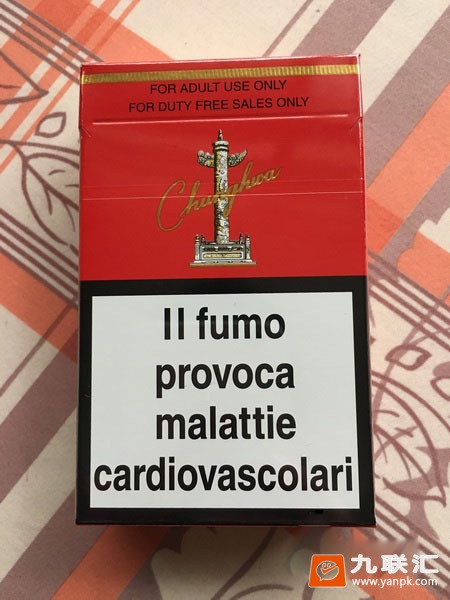 FOR ADULT USE ONLY
FOR DUTY FREE SALES ONLY
Chunghwa
Il fumo
provoca
malattie
cardiovascolari
九联汇
www.yanpk.com